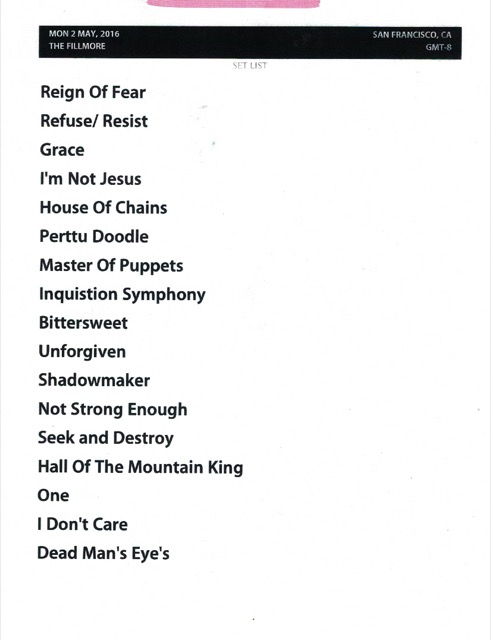 MON 2 MAY, 2016
SAN FRANCISCO, CA
THE FILLMORE
GMT-8
SET LIST
Reign Of Fear
Refuse/ Resist
Grace
I'm Not Jesus
House Of Chains
Perttu Doodle
Master Of Puppets
Inquistion Symphony
Bittersweet
Unforgiven
Shadowmaker
Not Strong Enough
Seek and Destroy
Hall Of The Mountain King
One
I Don't Care
Dead Man's Eye's